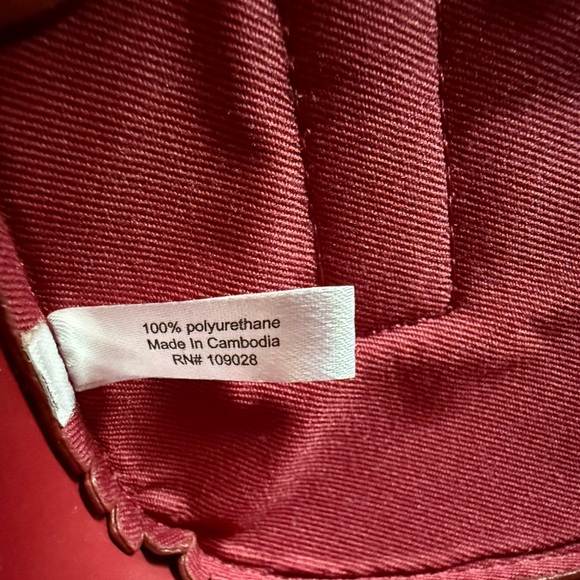 100% polyurethane
Made In Cambodia
RN# 109028